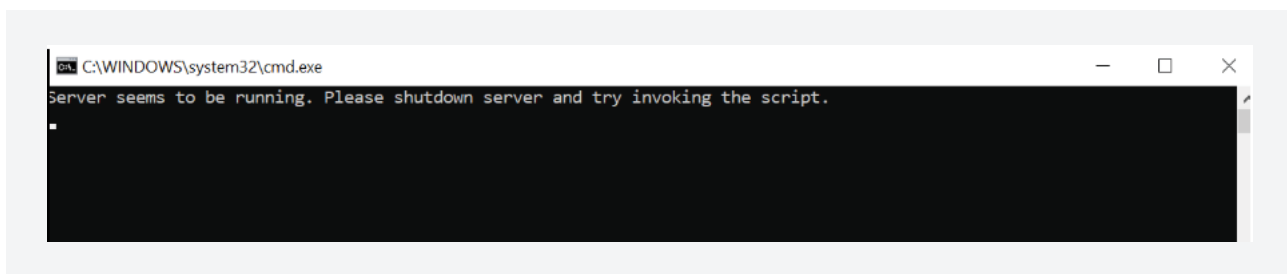 C:\WINDOWS\system32\cmd.exe
Server seems to be running. Please shutdown server and try invoking the script.